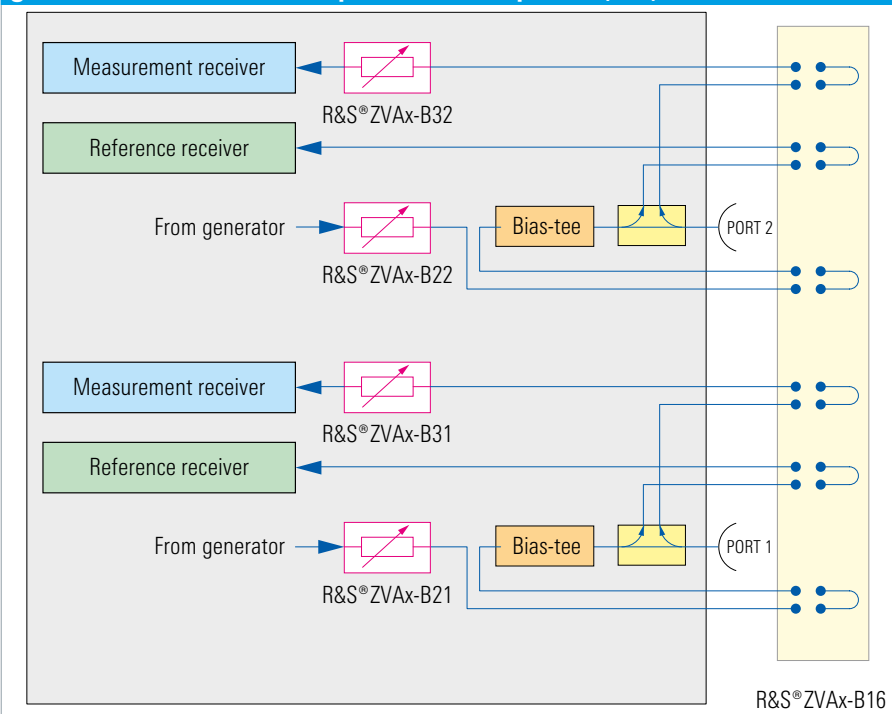 Measurement receiver
R&S®ZVAx-B32
Reference receiver
From generator
Bias-tee
PORT 2
R&S®ZVAx-B22
Measurement receiver
R&S®ZVAx-B31
Reference receiver
From generator
Bias-tee
PORT 1
R&S®ZVAx-B21
R&S®ZVAx-B16